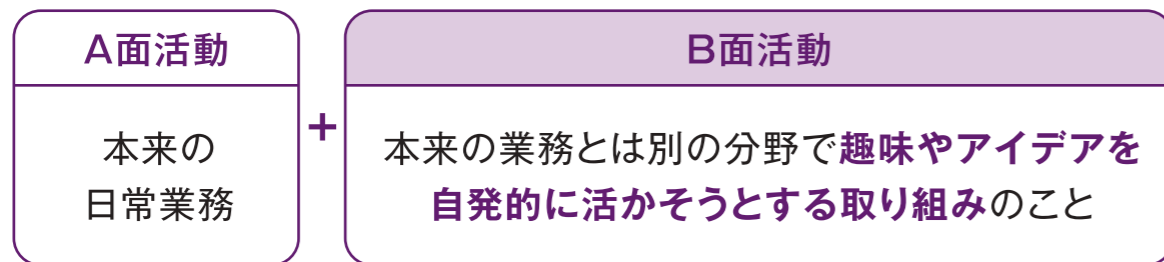 A面活動
本来の
日常業務
+
B面活動
本来の業務とは別の分野で趣味やアイデアを
自発的に活かそうとする取り組みのこと